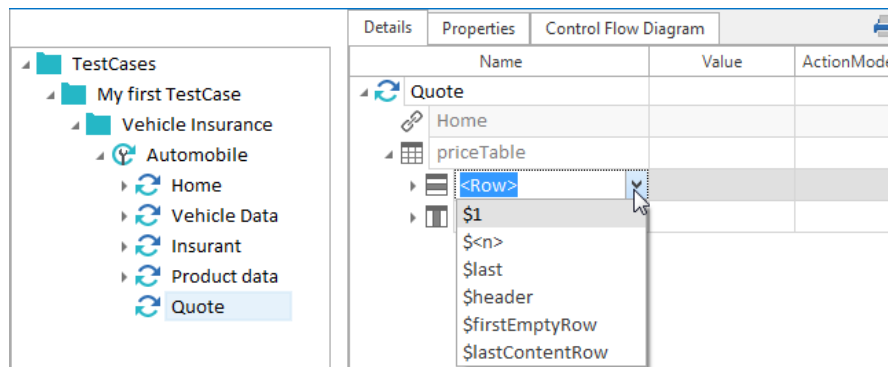 Details Properties Control Flow Diagram
Name Value ActionMode
TestCases
My first TestCase
Vehicle Insurance
Automobile
Home
Vehicle Data
Insurant
Product data
Quote
Quote
Home
priceTable
<Row>
$1
$<n>
$last
$header
$firstEmptyRow
$lastContentRow